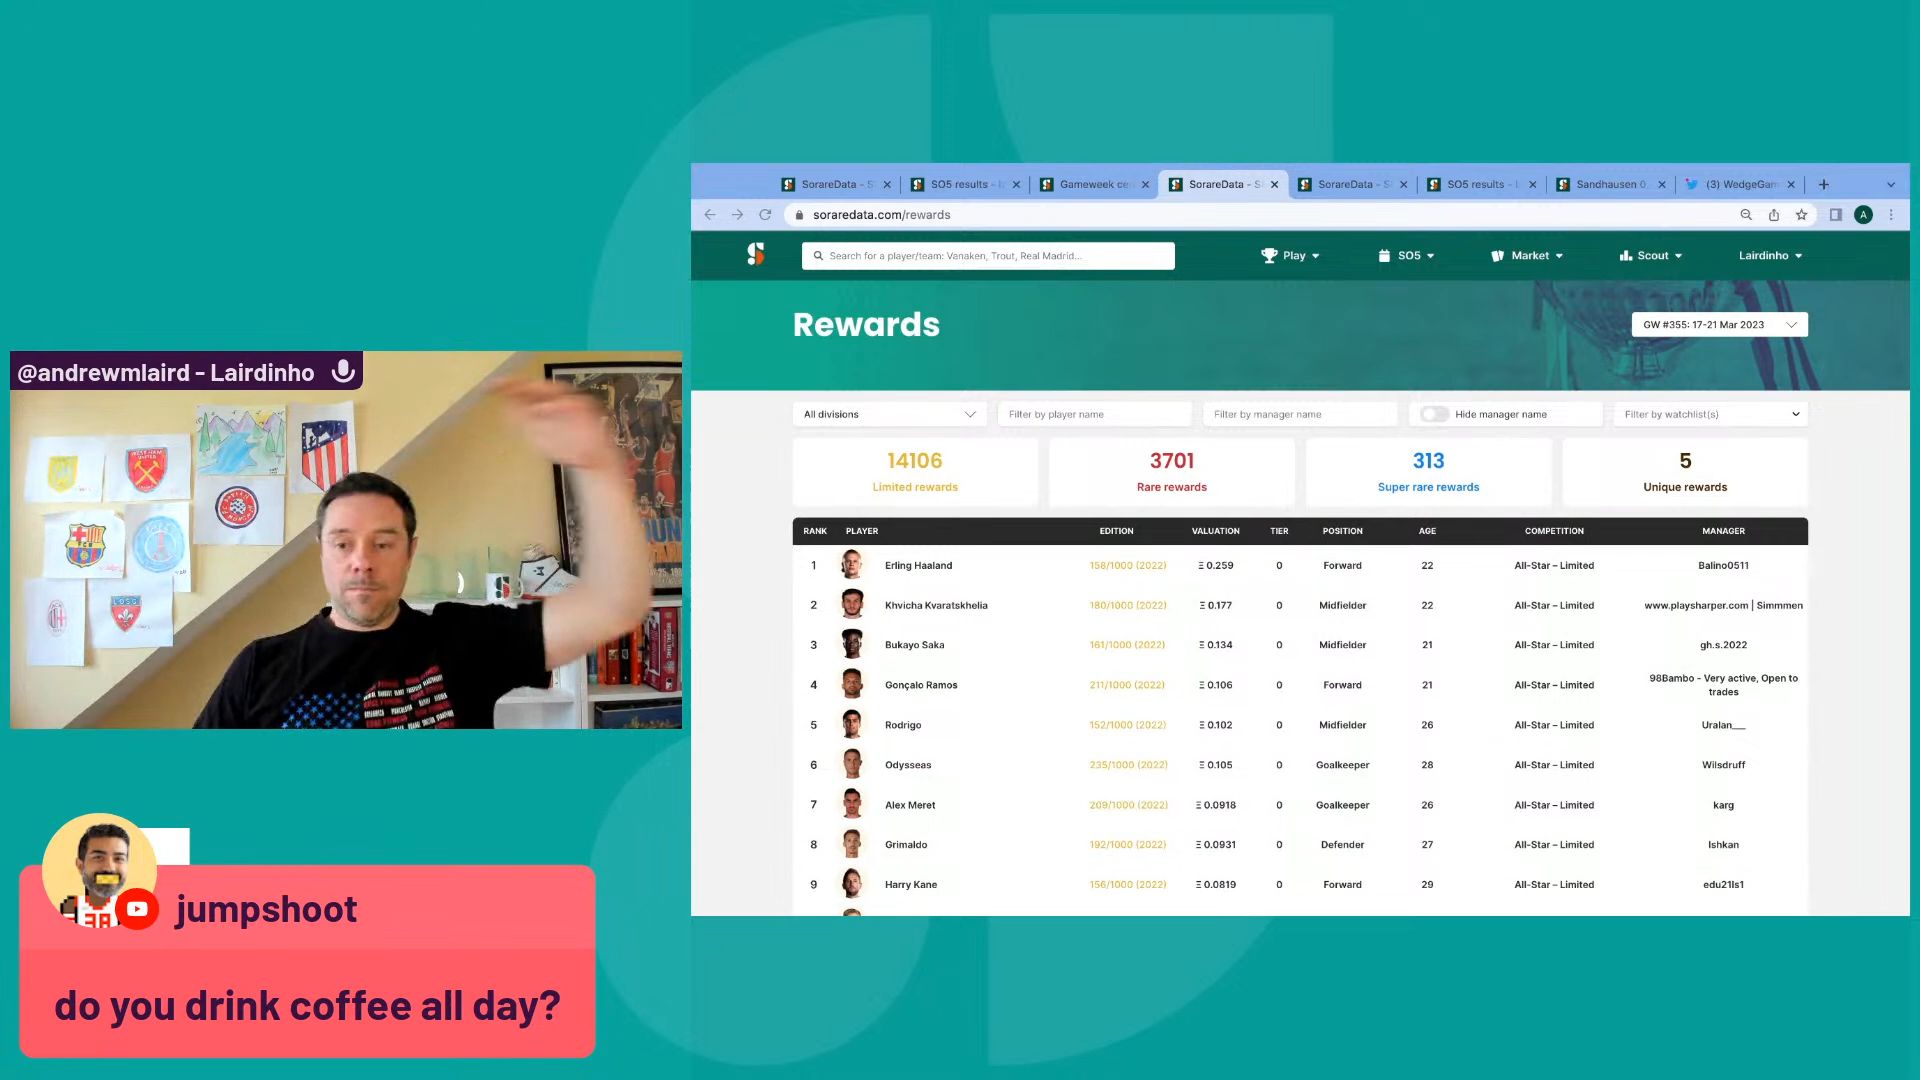 SorareData - S
SO5 results -
Gameweek ce
SorareData - S
SorareData - S
SO5 results -
Sandhausen 0
(3) WedgeGam
soraredata.com/rewards
A
Search for a player/team: Vanaken, Trout, Real Madrid...
Play
SO5
Market
Scout
Lairdinho
Rewards
GW #355: 17-21 Mar 2023
@andrewmlaird - Lairdinho
All divisions
Filter by player name
Filter by manager name
Hide manager name
Filter by watchlist(s)
14106
3701
313
5
Limited rewards
Rare rewards
Super rare rewards
Unique rewards
RANK PLAYER EDITION VALUATION TIER POSITION AGE COMPETITION MANAGER
1 Erling Haaland 158/1000 (2022) Ξ 0.259 0 Forward 22 All-Star – Limited Balino0511
2 Khvicha Kvaratskhelia 180/1000 (2022) Ξ 0.177 0 Midfielder 22 All-Star – Limited www.playsharper.com | Simmmen
3 Bukayo Saka 161/1000 (2022) Ξ 0.134 0 Midfielder 21 All-Star – Limited gh.s.2022
4 Gonçalo Ramos 211/1000 (2022) Ξ 0.106 0 Forward 21 All-Star – Limited 98Bambo - Very active, Open to
trades
5 Rodrigo 152/1000 (2022) Ξ 0.102 0 Midfielder 26 All-Star – Limited Uralan___
6 Odysseas 235/1000 (2022) Ξ 0.105 0 Goalkeeper 28 All-Star – Limited Wilsdruff
7 Alex Meret 209/1000 (2022) Ξ 0.0918 0 Goalkeeper 26 All-Star – Limited karg
8 Grimaldo 192/1000 (2022) Ξ 0.0931 0 Defender 27 All-Star – Limited Ishkan
9 Harry Kane 156/1000 (2022) Ξ 0.0819 0 Forward 29 All-Star – Limited edu21ls1
jumpshoot
do you drink coffee all day?